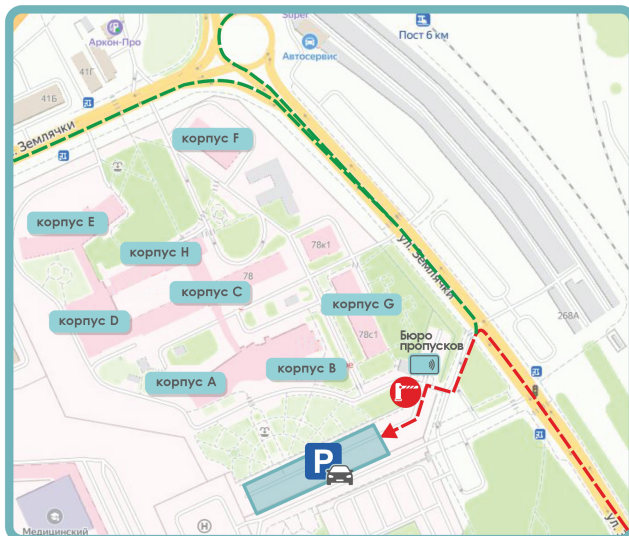 Super
Аркон-Про
Пост 6 км
Автосервис
41Г
41Б
Землячки
корпус F
корпус E
корпус H
78
78к1
ул. Землячки
корпус C
корпус G
268А
корпус D
78с1
Бюро
пропусков
корпус B
корпус A
P
H
Медицинский
ул. З